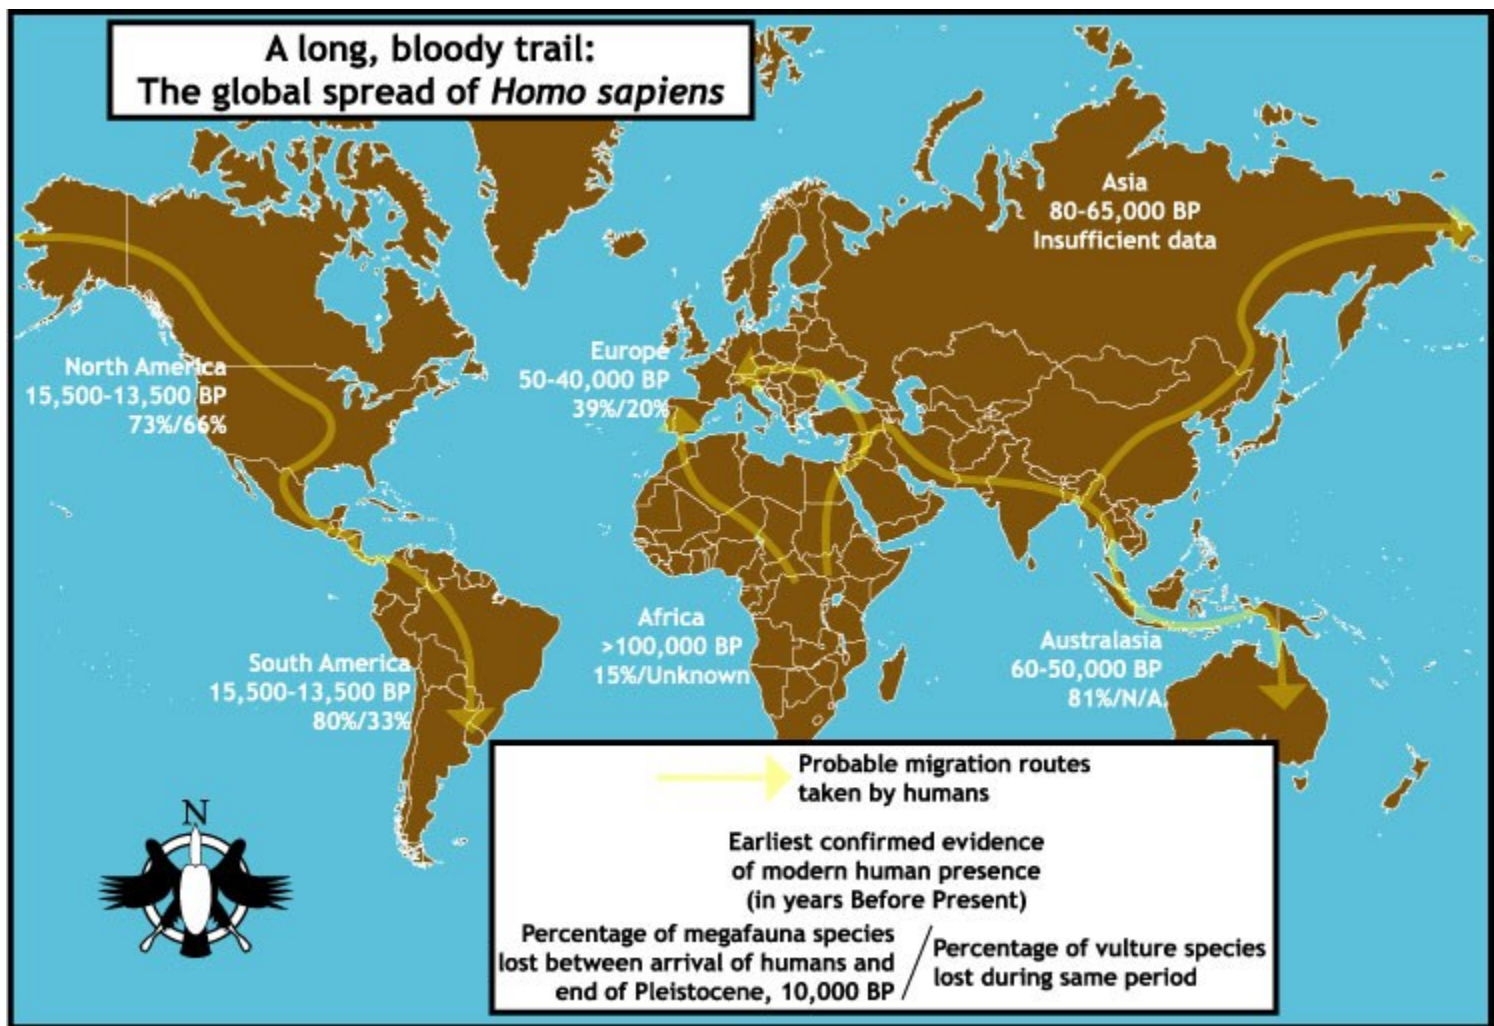 A long, bloody trail:
The global spread of Homo sapiens
Asia
80-65,000 BP
Insufficient data
North America
15,500-13,500 BP
73%/66%
Europe
50-40,000 BP
39%/20%
Africa
>100,000 BP
15%/Unknown
South America
15,500-13,500 BP
80%/33%
Australasia
60-50,000 BP
81%/N/A
N
Probable migration routes
taken by humans
Earliest confirmed evidence
of modern human presence
(in years Before Present)
Percentage of megafauna species
lost between arrival of humans and
end of Pleistocene, 10,000 BP
/
Percentage of vulture species
lost during same period